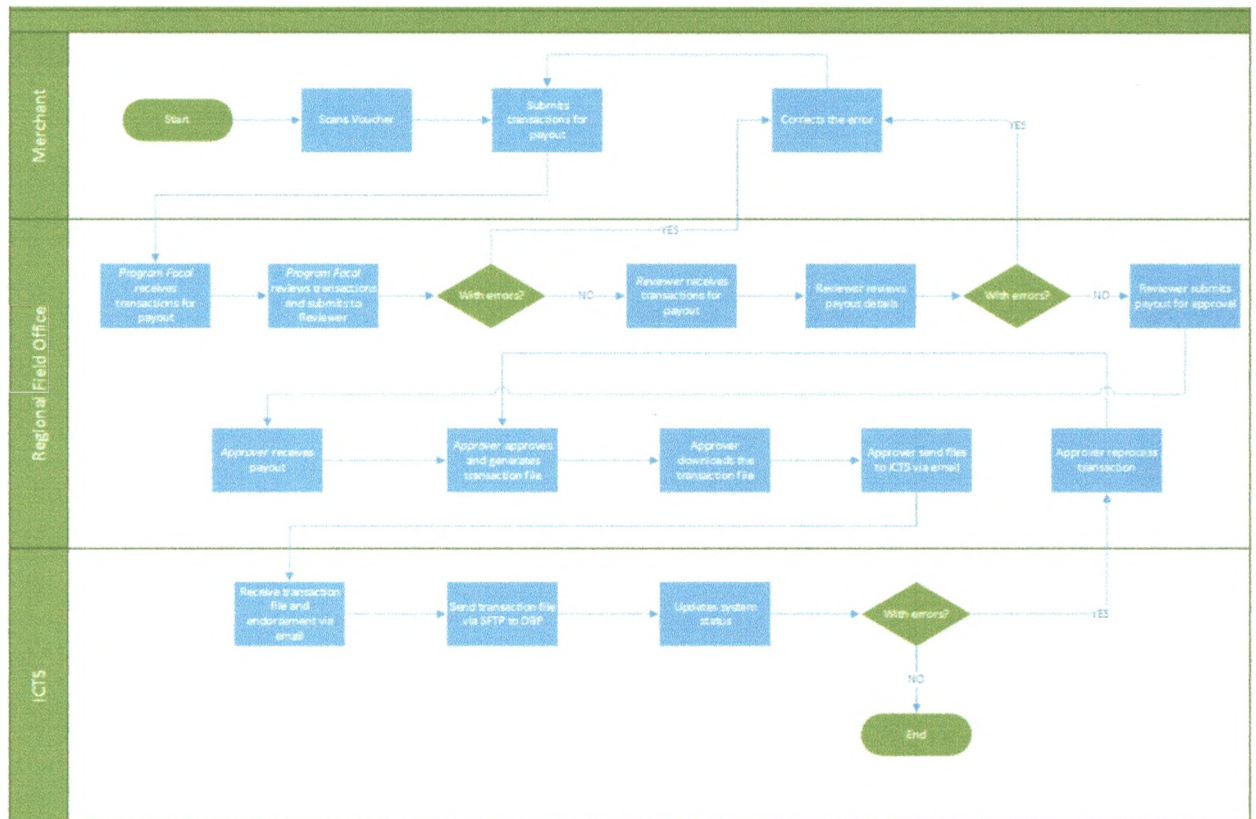 Merchant
Start
Scans Voucher
Submits
transactions for
payout
Corrects the error
YES
Regional Field Office
YES
Program Focal
receives
transactions for
payout
Program Focal
reviews transactions
and submits to
Reviewer
With errors?
NO
Reviewer receives
transactions for
payout
Reviewer reviews
payout details
With errors?
NO
Reviewer submits
payout for approval
Approver receives
payout
Approver approves
and generates
transaction file
Approver
downloads the
transaction file
Approver send files
to ICTS via email
Approver reprocess
transaction
ICTS
Receive transaction
file and
endorsement via
email
Send transaction file
via SFTP to DBP
Updates system
status
With errors?
YES
NO
End